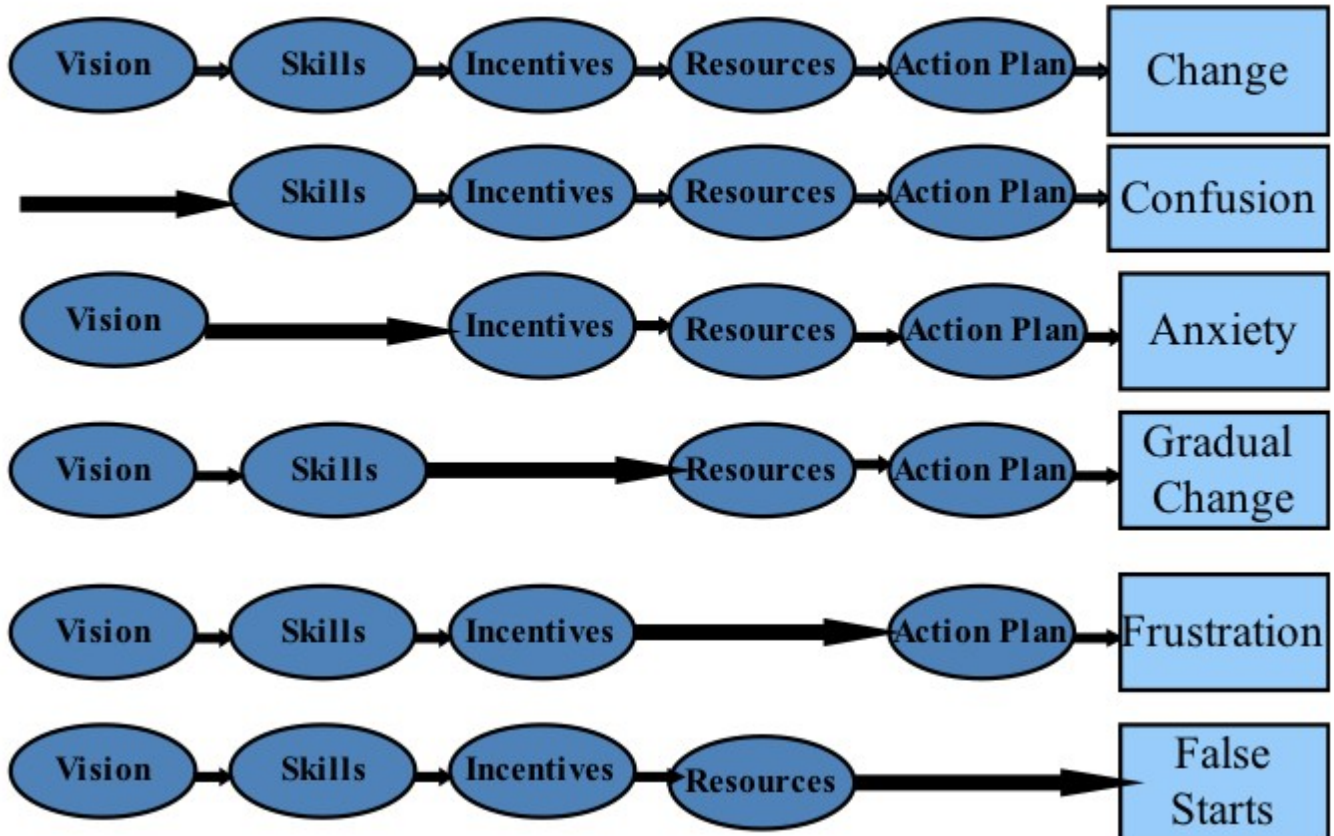 Vision Skills Incentives Resources Action Plan Change
Skills Incentives Resources Action Plan Confusion
Vision Incentives Resources Action Plan Anxiety
Vision Skills Resources Action Plan Gradual
Change
Vision Skills Incentives Action Plan Frustration
Vision Skills Incentives Resources False
Starts